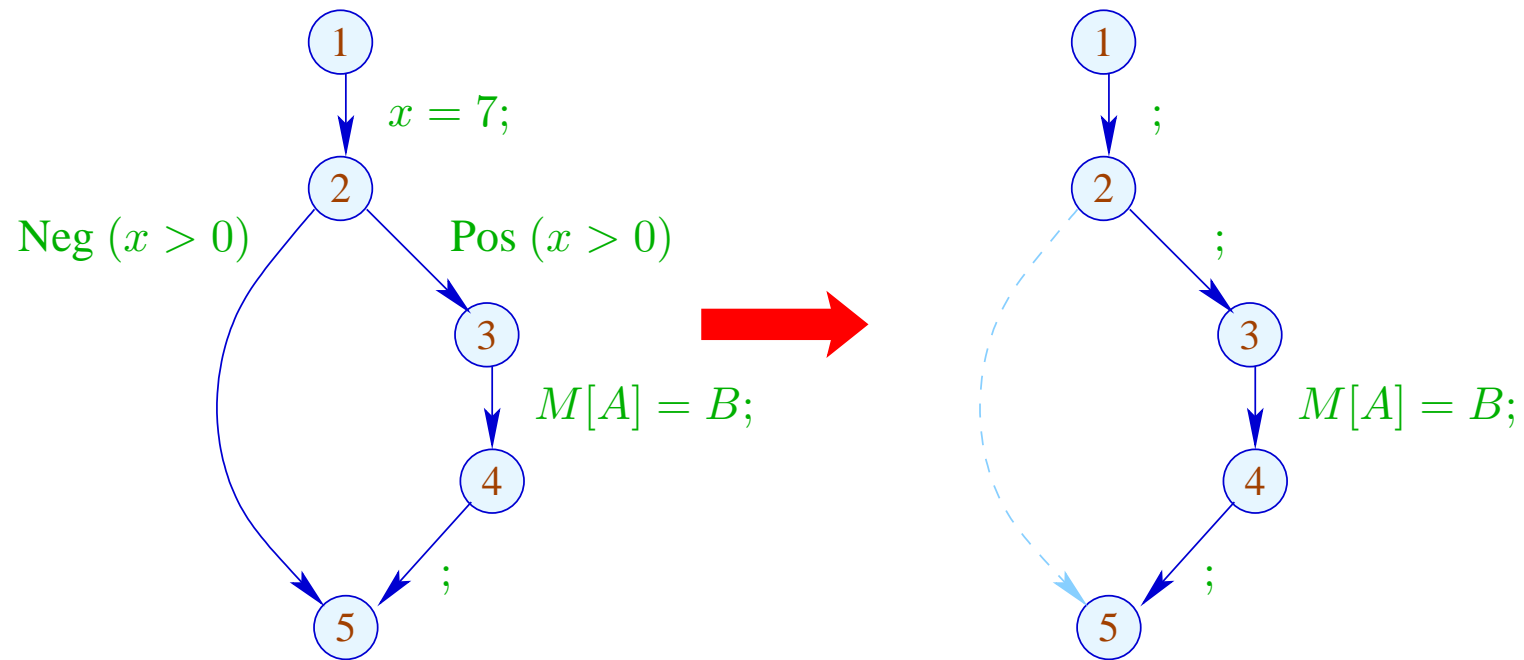 1
x = 7;
2
Neg (x > 0)
Pos (x > 0)
3
M[A] = B;
4
;
5
1
;
2
;
3
M[A] = B;
4
;
5